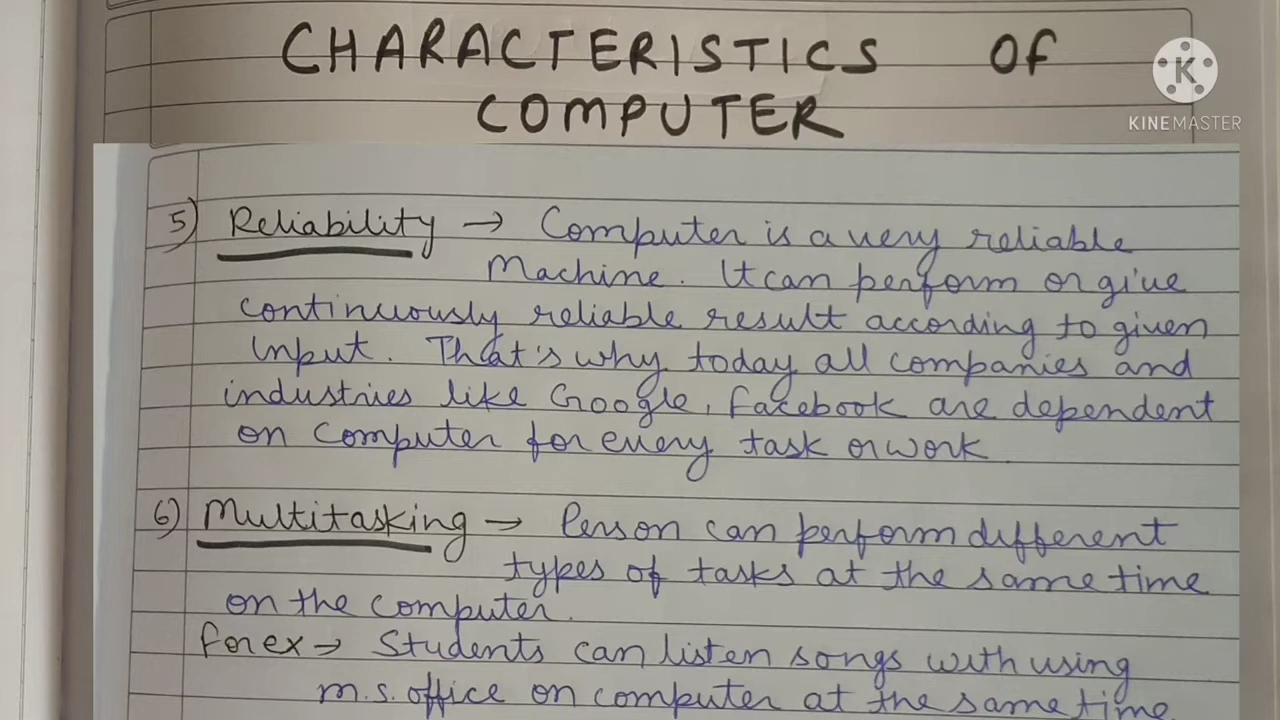 CHARACTERISTICS OF
COMPUTER
K
KINEMASTER
5) Reliability → Computer is a very reliable
Machine. It can perform or give
continuously reliable result according to given
Input. That's why today all companies and
industries like Google, Facebook are dependent
on Computer for every task or work
6) Multitasking → Person can perform different
types of tasks at the same time
on the computer.
for ex → Students can listen songs with using
m.s. office on computer at the same time.